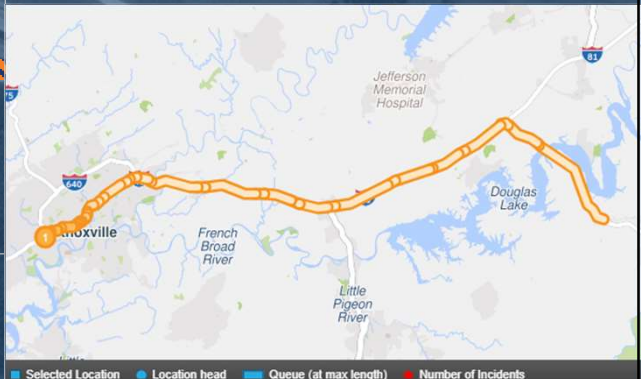 Jefferson
Memorial
Hospital
81
75
640
Douglas
Lake
1
noxville
French
Broad
River
Little
Pigeon
River
Selected Location Location head Queue (at max length) Number of Incidents